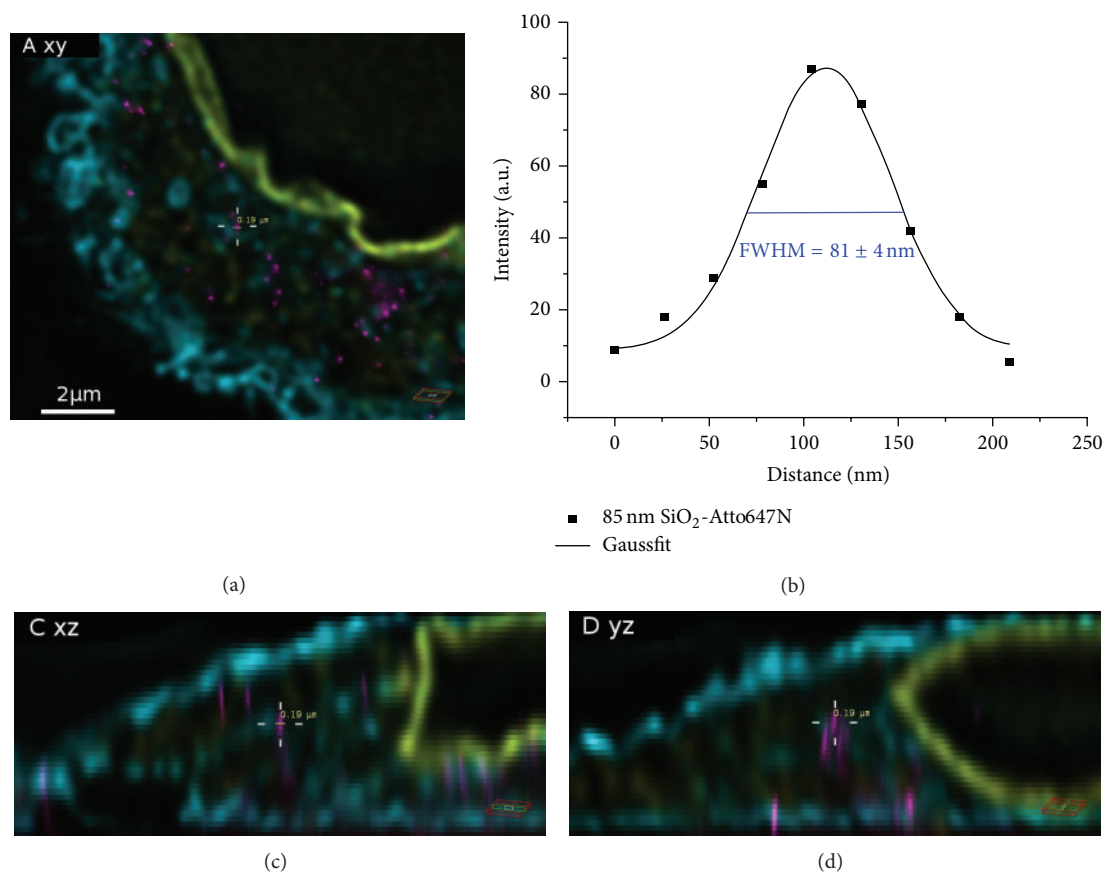 A xy
0.19 µm
2µm
(a)
100
80
60
40
20
0
Intensity (a.u.)
FWHM = 81 ± 4 nm
0 50 100 150 200 250
Distance (nm)
85 nm SiO₂-Atto647N
Gaussfit
(b)
C xz
0.19 µm
(c)
D yz
0.19 µm
(d)